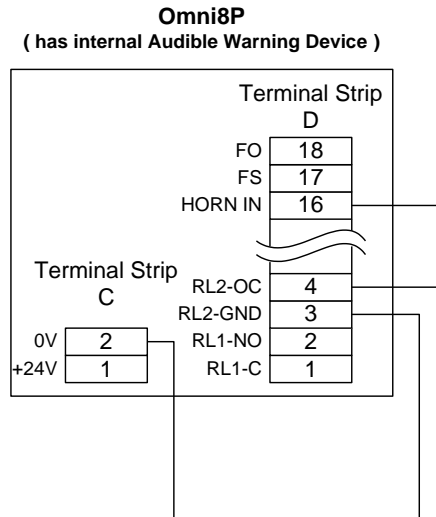 Omni8P
( has internal Audible Warning Device )
Terminal Strip
D
FO 18
FS 17
HORN IN 16
Terminal Strip
C
RL2-OC 4
RL2-GND 3
RL1-NO 2
RL1-C 1
0V 2
+24V 1